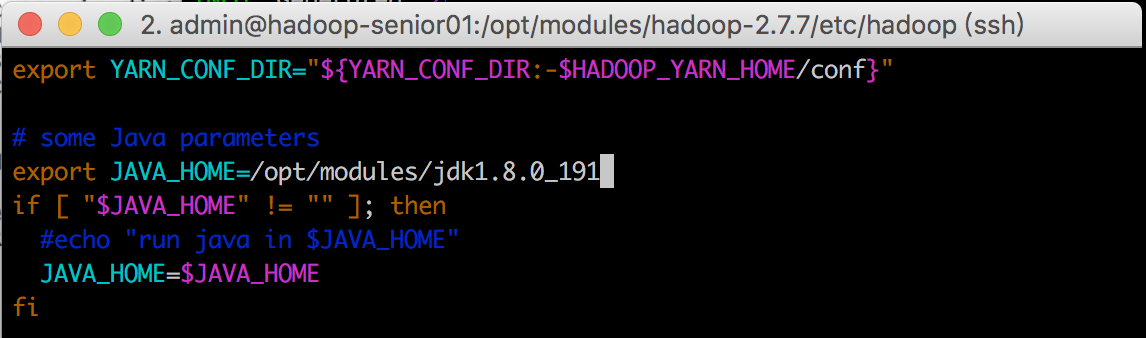 2. admin@hadoop-senior01:/opt/modules/hadoop-2.7.7/etc/hadoop (ssh)
export YARN_CONF_DIR="${YARN_CONF_DIR:-$HADOOP_YARN_HOME/conf}"
# some Java parameters
export JAVA_HOME=/opt/modules/jdk1.8.0_191
if [ "$JAVA_HOME" != "" ]; then
  #echo "run java in $JAVA_HOME"
  JAVA_HOME=$JAVA_HOME
fi